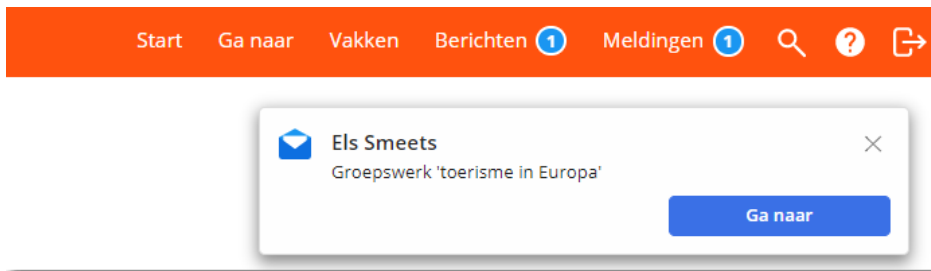 Start Ga naar Vakken Berichten 1 Meldingen 1 ?
Els Smeets
Groepswerk 'toerisme in Europa'
Ga naar